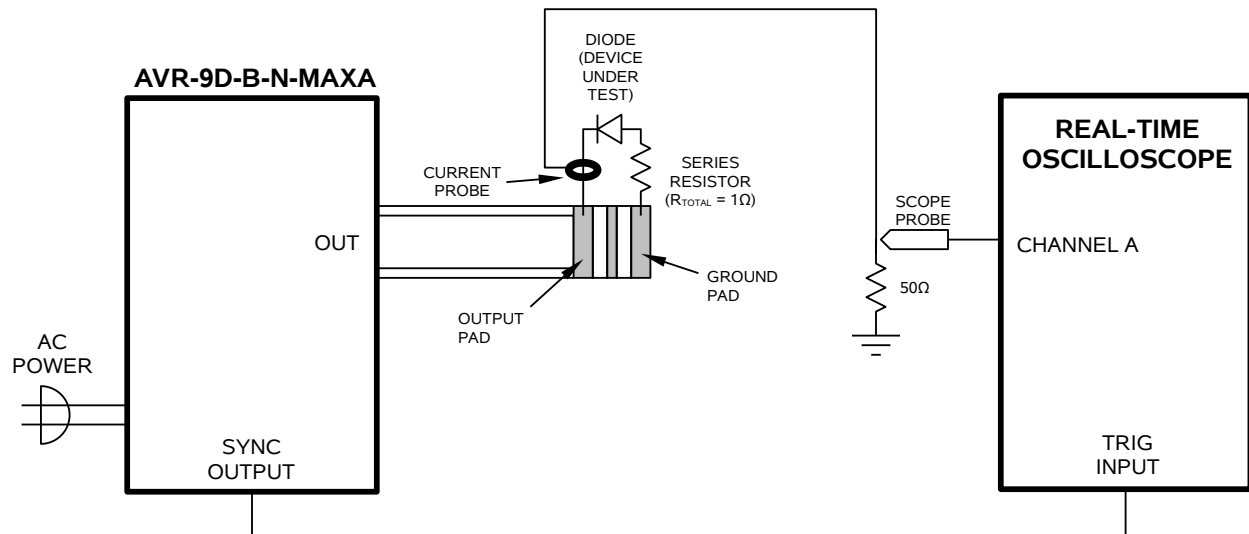 AVR-9D-B-N-MAXA
OUT
SYNC
OUTPUT
AC
POWER
DIODE
(DEVICE
UNDER
TEST)
CURRENT
PROBE
SERIES
RESISTOR
(RTOTAL = 1Ω)
OUTPUT
PAD
GROUND
PAD
SCOPE
PROBE
50Ω
REAL-TIME
OSCILLOSCOPE
CHANNEL A
TRIG
INPUT